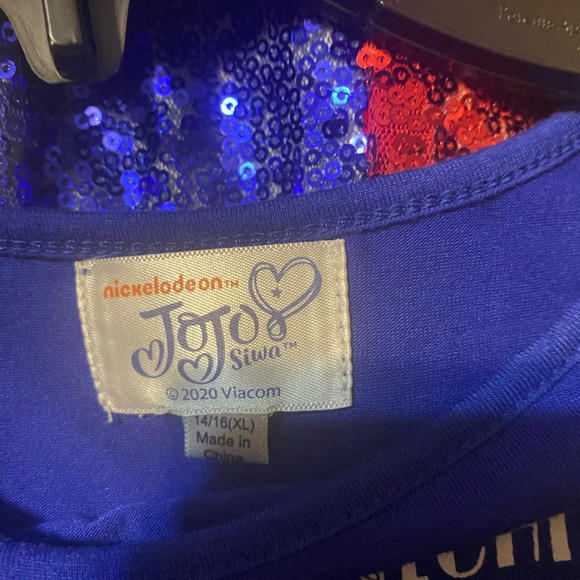 nickelodeon™
JoJo
Siwa™
©2020 Viacom
14/16(XL)
Made in
China